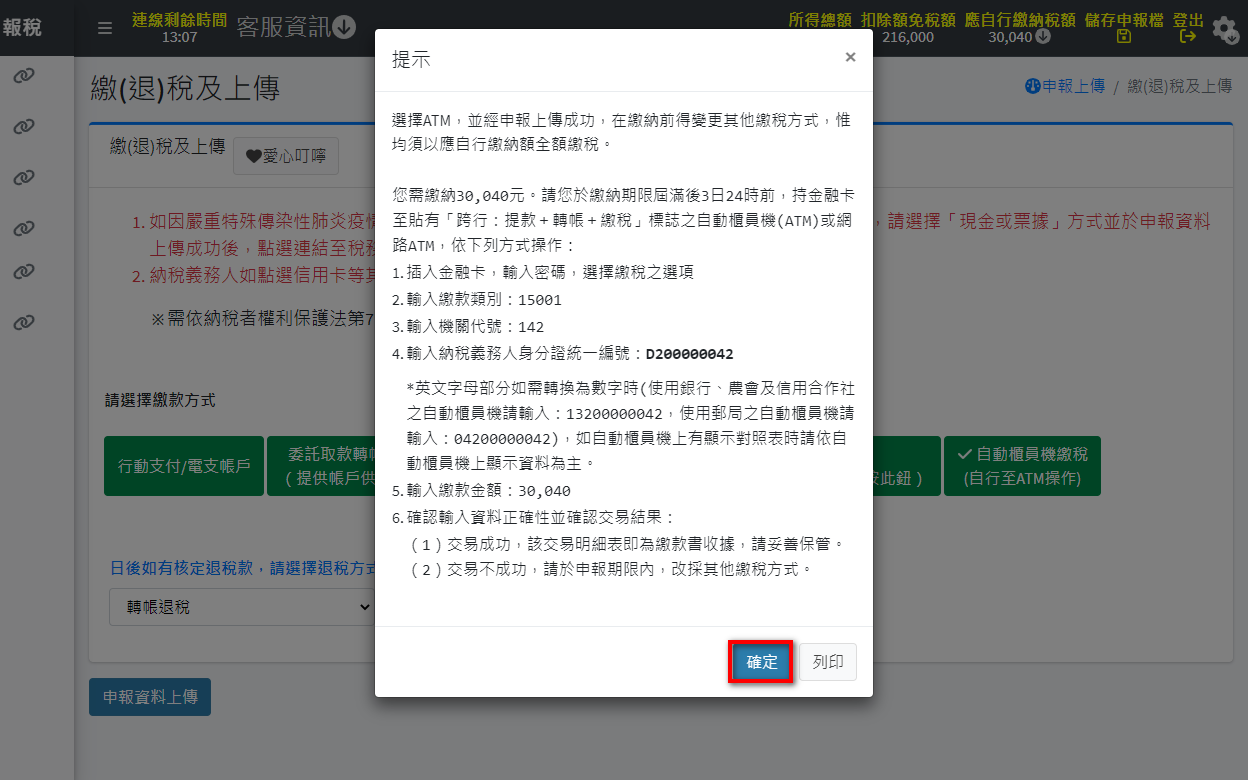 報稅
連線剩餘時間
13:07
客服資訊
所得總額 扣除額免稅額 應自行繳納稅額 儲存申報檔 登出
216,000 30,040
繳(退)稅及上傳
申報上傳 / 繳(退)稅及上傳
繳(退)稅及上傳
愛心叮嚀
1. 如因嚴重特殊傳染性肺炎疫情
，請選擇「現金或票據」方式並於申報資料
上傳成功後，點選連結至稅務
2. 納稅義務人如點選信用卡等其
※需依納稅者權利保護法第7
請選擇繳款方式
行動支付/電支帳戶
委託取款轉帳
(提供帳戶供
按此鈕)
自動櫃員機繳稅
(自行至ATM操作)
日後如有核定退稅款，請選擇退稅方式
轉帳退稅
申報資料上傳
提示
×
選擇ATM，並經申報上傳成功，在繳納前得變更其他繳稅方式，惟
均須以應自行繳納額全額繳稅。
您需繳納30,040元。請您於繳納期限屆滿後3日24時前，持金融卡
至貼有「跨行：提款＋轉帳＋繳稅」標誌之自動櫃員機(ATM)或網
路ATM，依下列方式操作：
1.插入金融卡，輸入密碼，選擇繳稅之選項
2.輸入繳款類別：15001
3.輸入機關代號：142
4.輸入納稅義務人身分證統一編號：D200000042
*英文字母部分如需轉換為數字時(使用銀行、農會及信用合作社
之自動櫃員機請輸入：13200000042，使用郵局之自動櫃員機請
輸入：04200000042)，如自動櫃員機上有顯示對照表時請依自
動櫃員機上顯示資料為主。
5.輸入繳款金額：30,040
6.確認輸入資料正確性並確認交易結果：
（1）交易成功，該交易明細表即為繳款書收據，請妥善保管。
（2）交易不成功，請於申報期限內，改採其他繳稅方式。
確定
列印